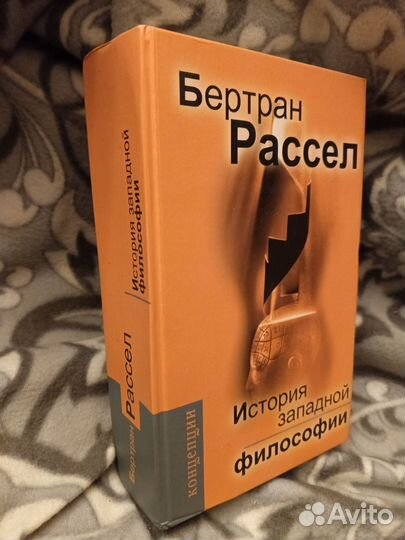 Бертран
Рассел
История
западной
философии
Бертран Рассел
История западной
философии
концепции
Avito